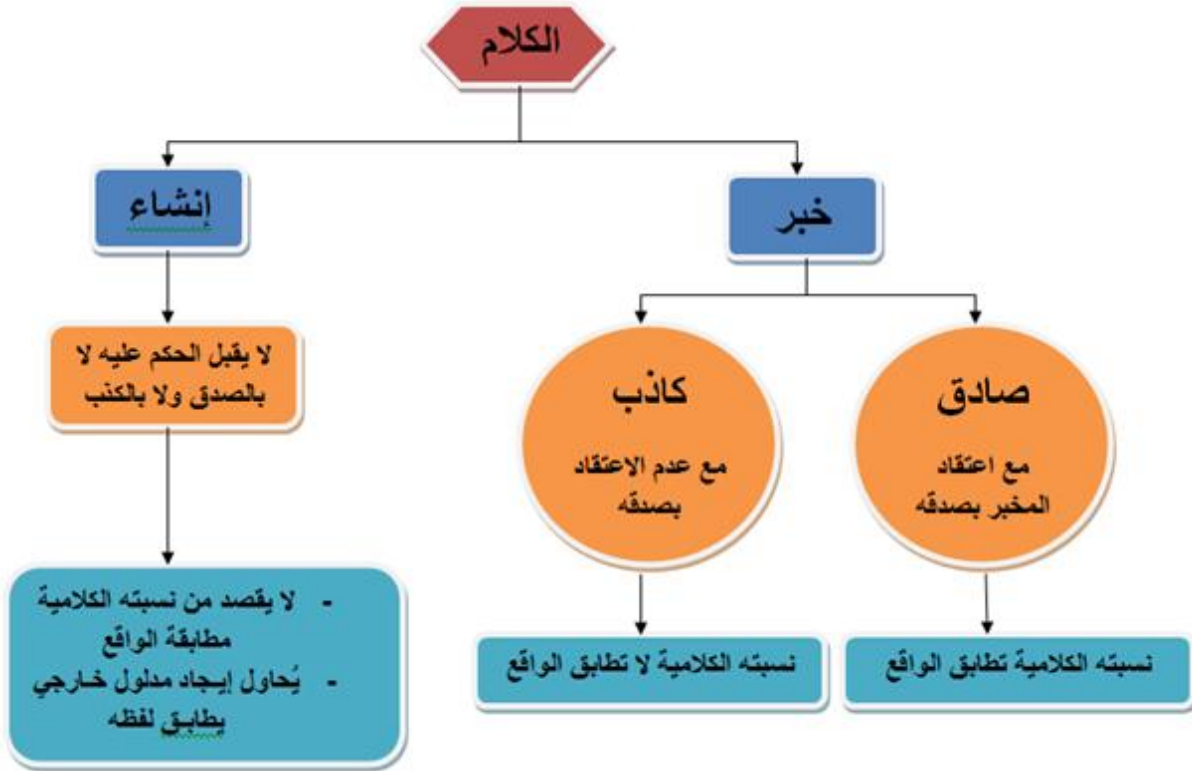 الكلام
خبر
إنشاء
صادق
مع اعتقاد
المخبر بصدقه
كاذب
مع عدم الاعتقاد
بصدقه
لا يقبل الحكم عليه لا
بالصدق ولا بالكذب
نسبته الكلامية تطابق الواقع
نسبته الكلامية لا تطابق الواقع
- لا يقصد من نسبته الكلامية
مطابقة الواقع
- يُحاول إيجاد مدلول خارجي
يطابق لفظه